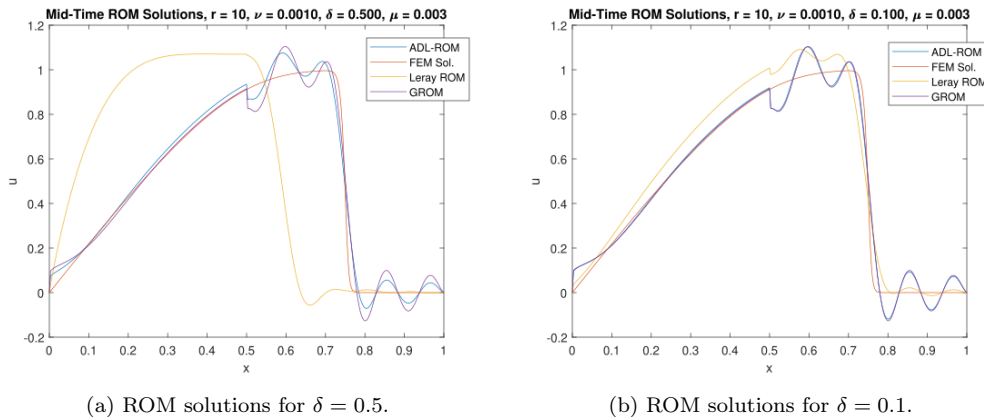 Mid-Time ROM Solutions, r = 10, ν = 0.0010, δ = 0.500, μ = 0.003
1.2
1
0.8
0.6
0.4
0.2
0
-0.2
u
0 0.1 0.2 0.3 0.4 0.5 0.6 0.7 0.8 0.9 1
x
ADL-ROM
FEM Sol.
Leray ROM
GROM
(a) ROM solutions for δ = 0.5.
Mid-Time ROM Solutions, r = 10, ν = 0.0010, δ = 0.100, μ = 0.003
1.2
1
0.8
0.6
0.4
0.2
0
-0.2
u
0 0.1 0.2 0.3 0.4 0.5 0.6 0.7 0.8 0.9 1
x
ADL-ROM
FEM Sol.
Leray ROM
GROM
(b) ROM solutions for δ = 0.1.